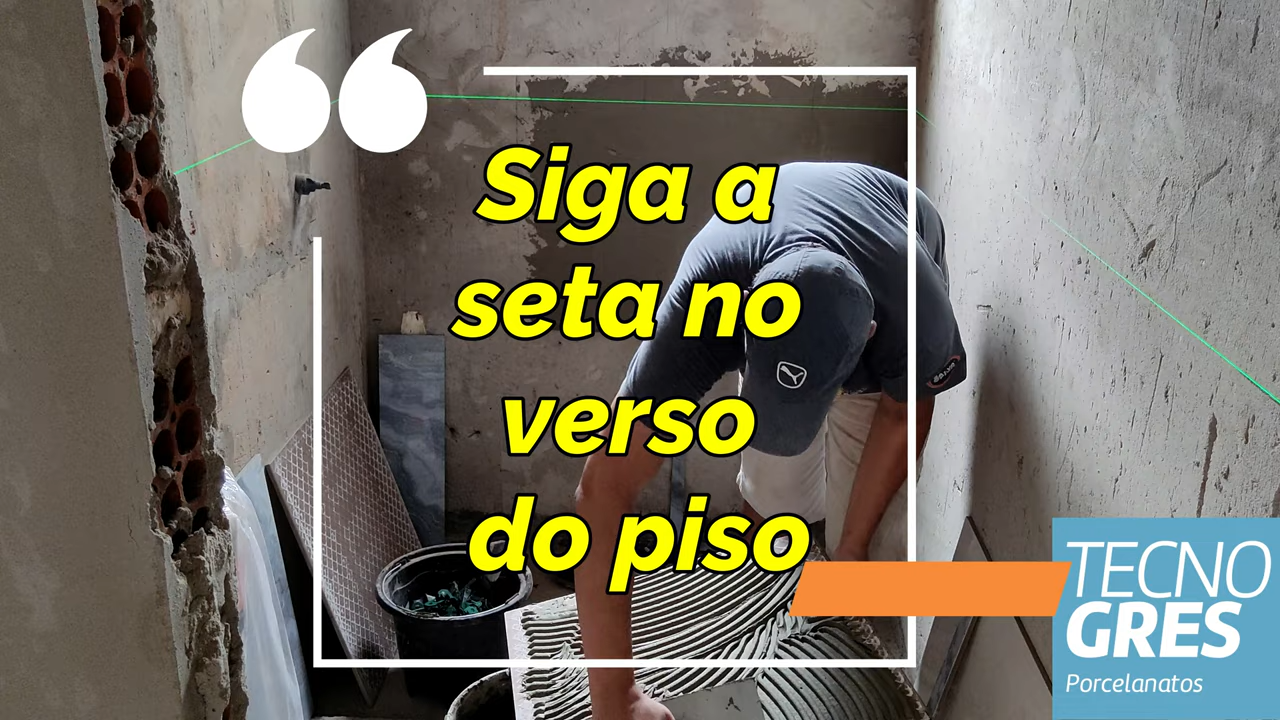 Siga a
seta no
verso
do piso
TECNO
GRES
Porcelanatos